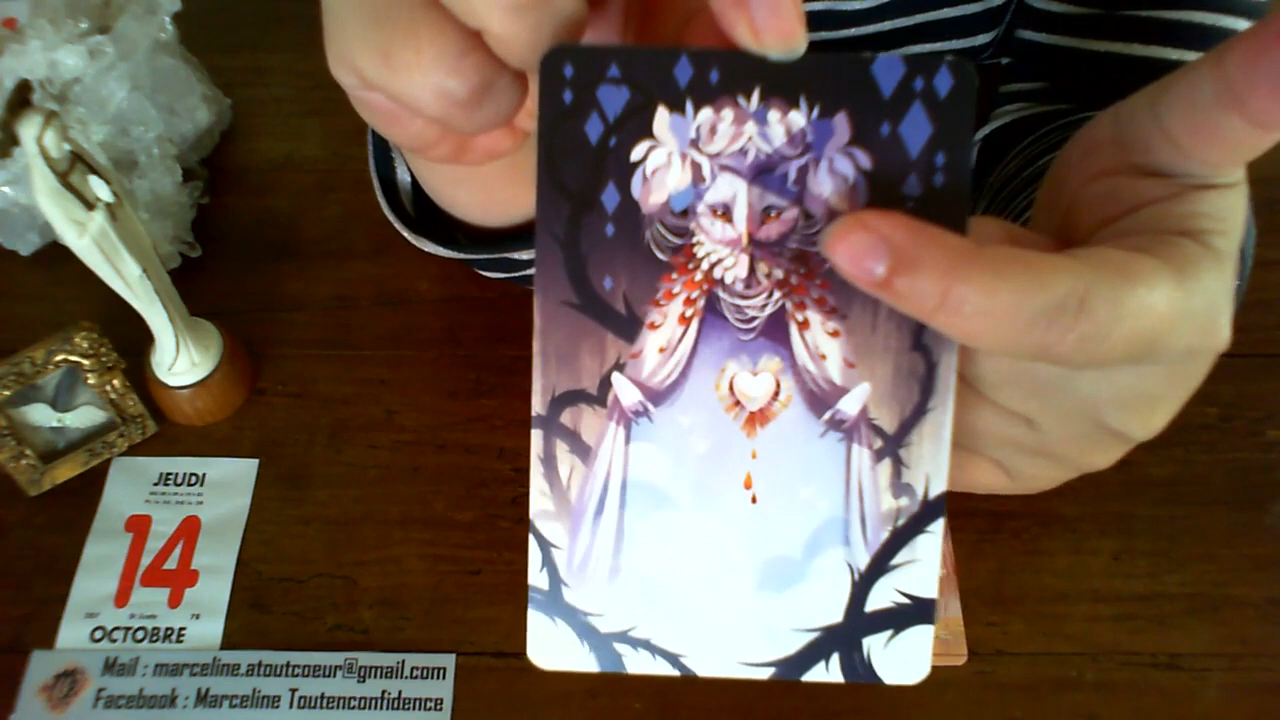 JEUDI
14
OCTOBRE
Mail : marceline.atoutcoeur@gmail.com
Facebook : Marceline Toutenconfidence